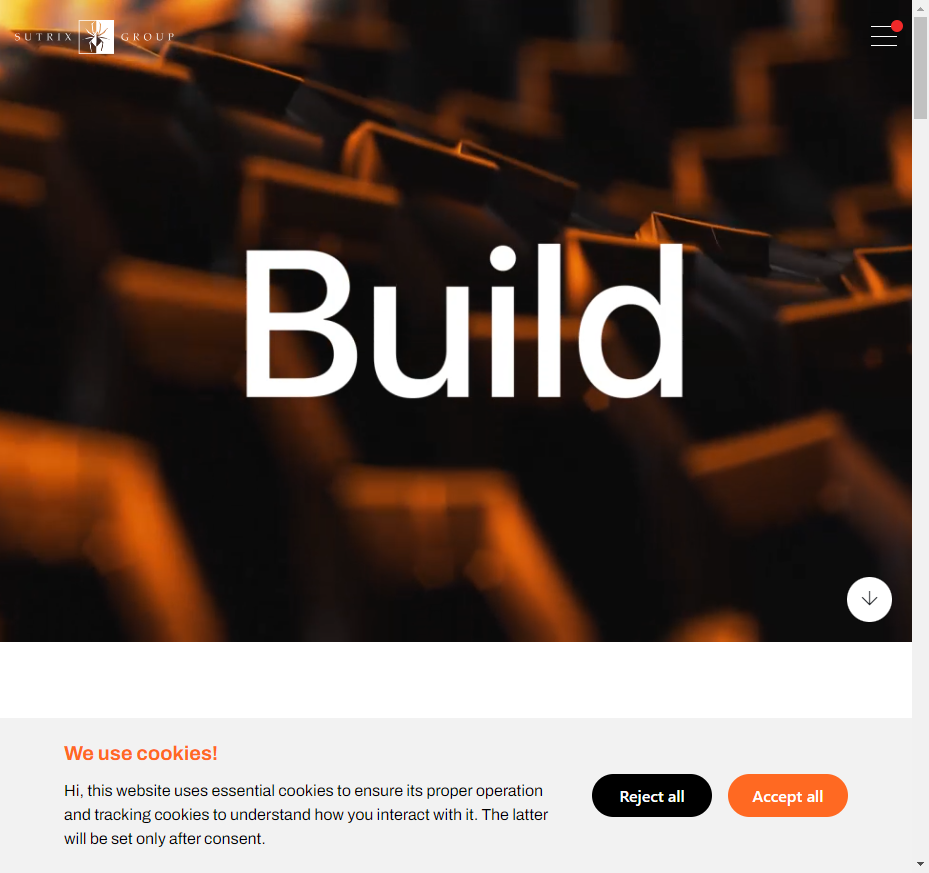 SUTRIX GROUP
Build
We use cookies!
Hi, this website uses essential cookies to ensure its proper operation
and tracking cookies to understand how you interact with it. The latter
will be set only after consent.
Reject all
Accept all